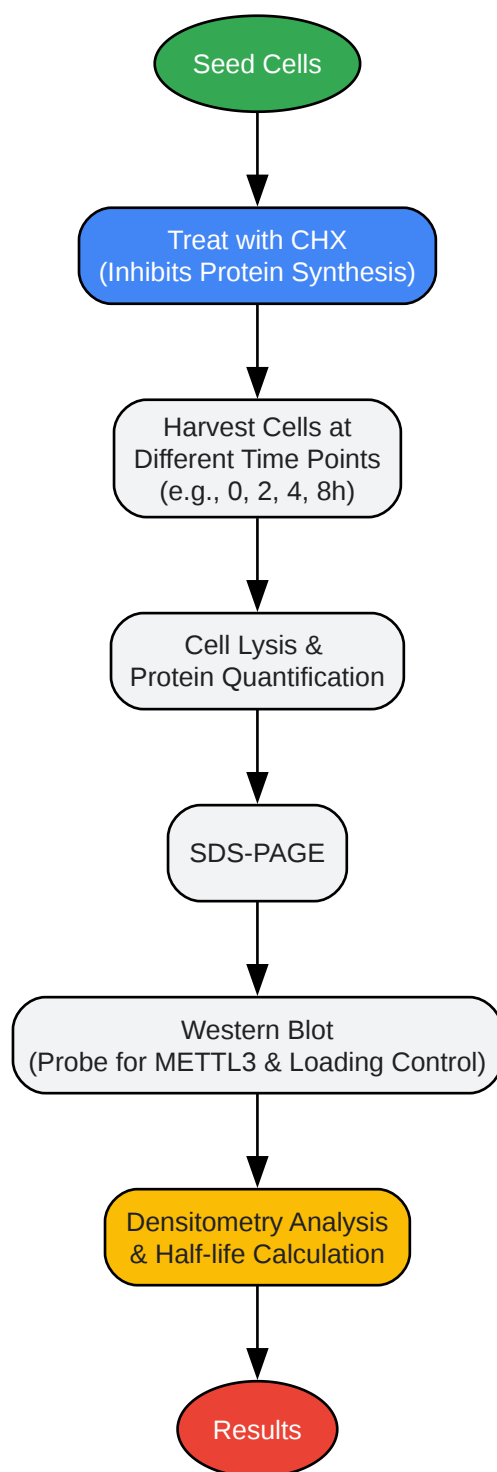 Seed Cells
Treat with CHX
(Inhibits Protein Synthesis)
Harvest Cells at
Different Time Points
(e.g., 0, 2, 4, 8h)
Cell Lysis &
Protein Quantification
SDS-PAGE
Western Blot
(Probe for METTL3 & Loading Control)
Densitometry Analysis
& Half-life Calculation
Results